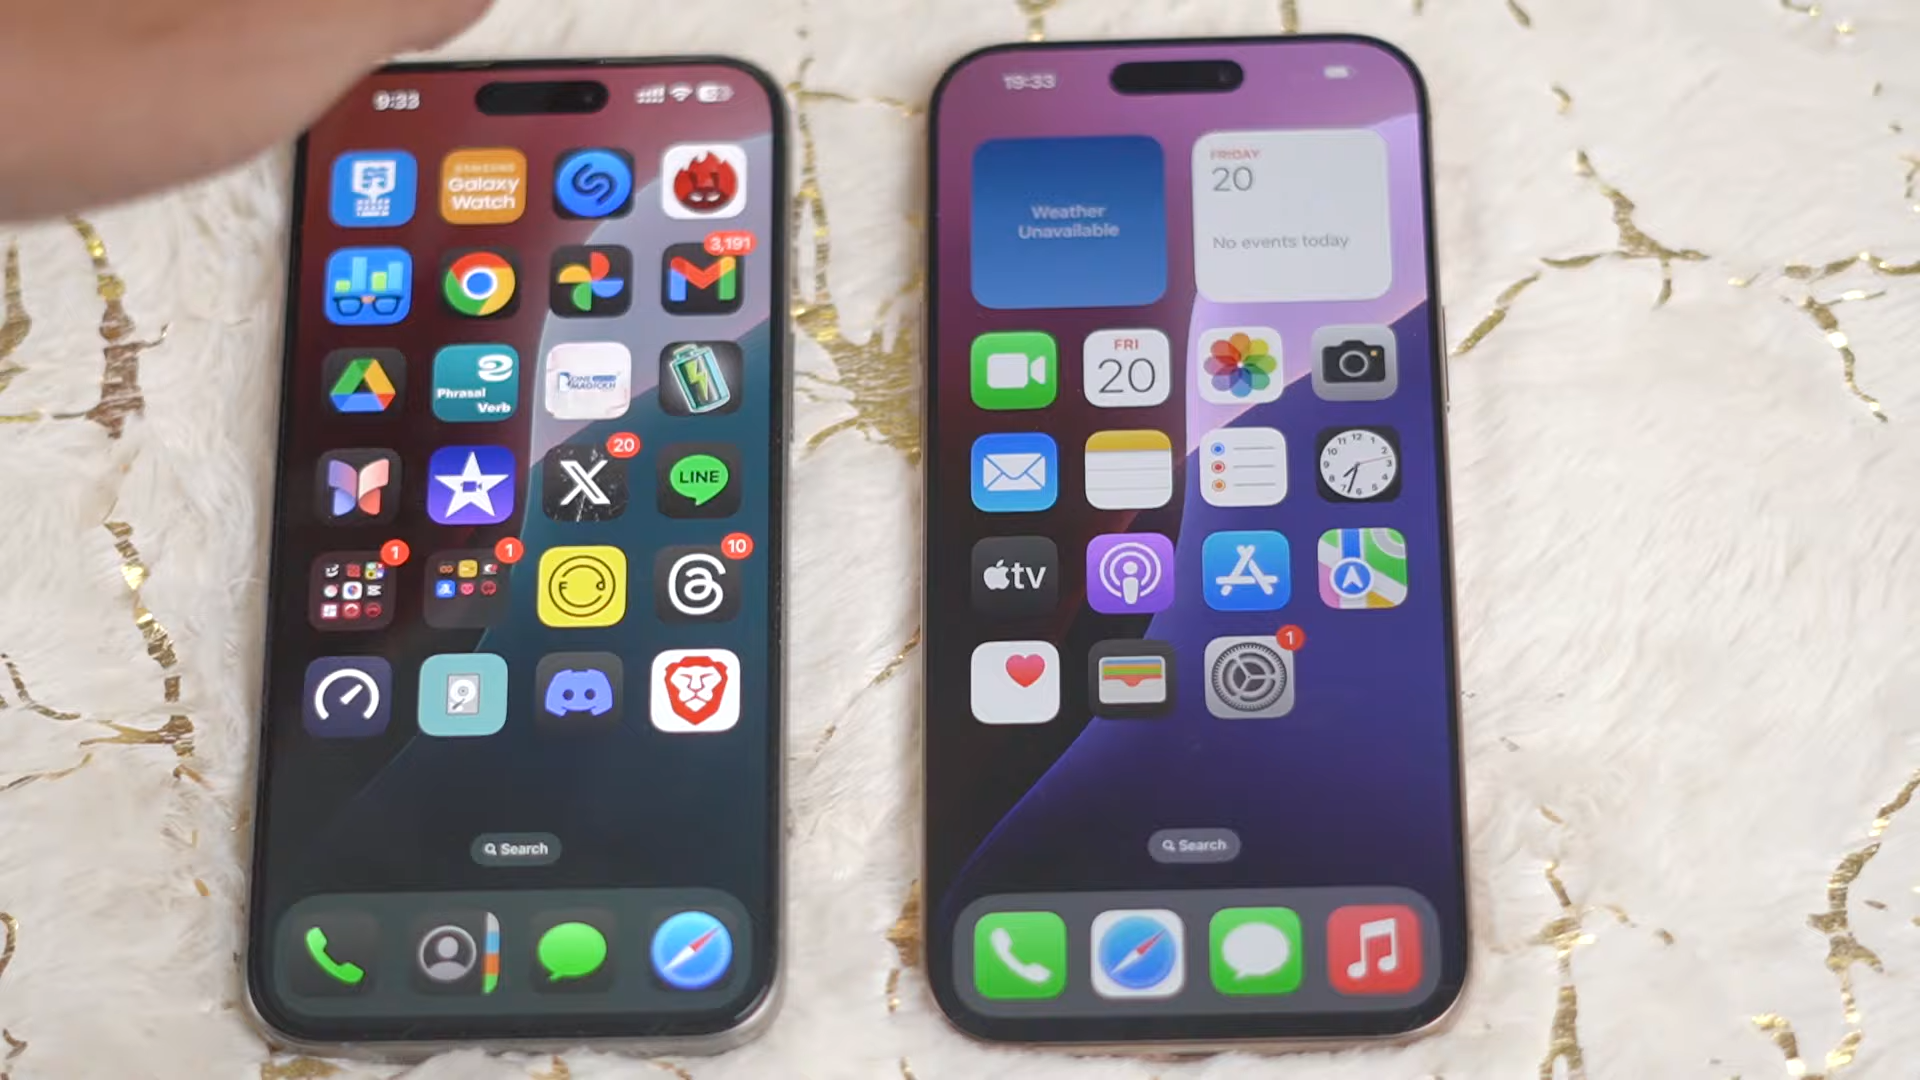 9:33
SAMSUNG
Galaxy
Watch
3,191
Phrasal
Verb
20
LINE
1
1
10
Search
19:33
Weather
Unavailable
FRIDAY
20
No events today
FRI
20
tv
1
Search